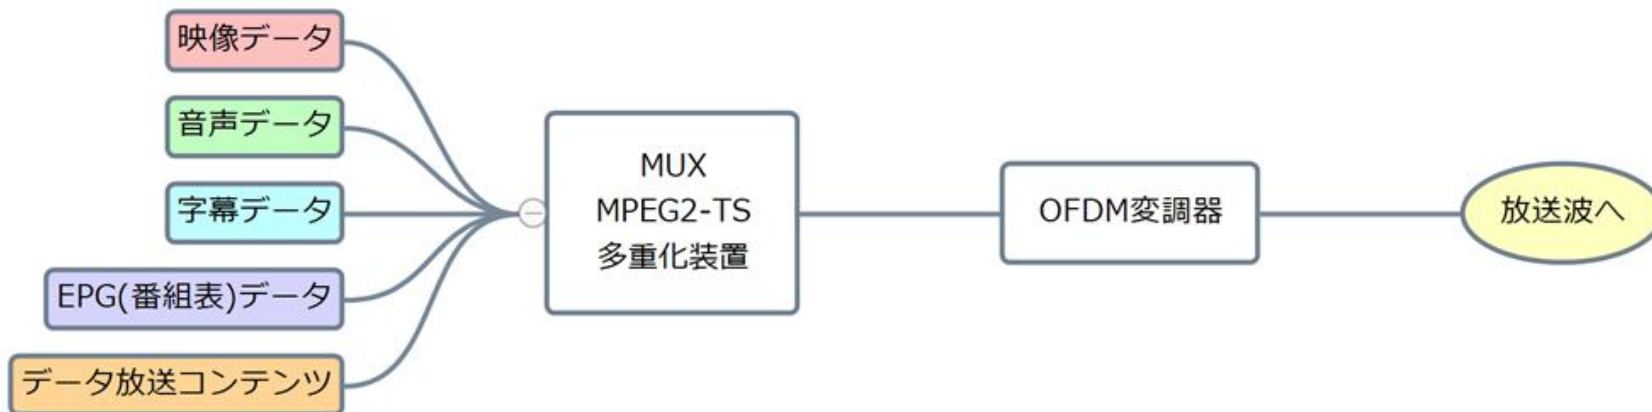 映像データ
音声データ
字幕データ
EPG(番組表)データ
データ放送コンテンツ
MUX
MPEG2-TS
多重化装置
OFDM変調器
放送波へ